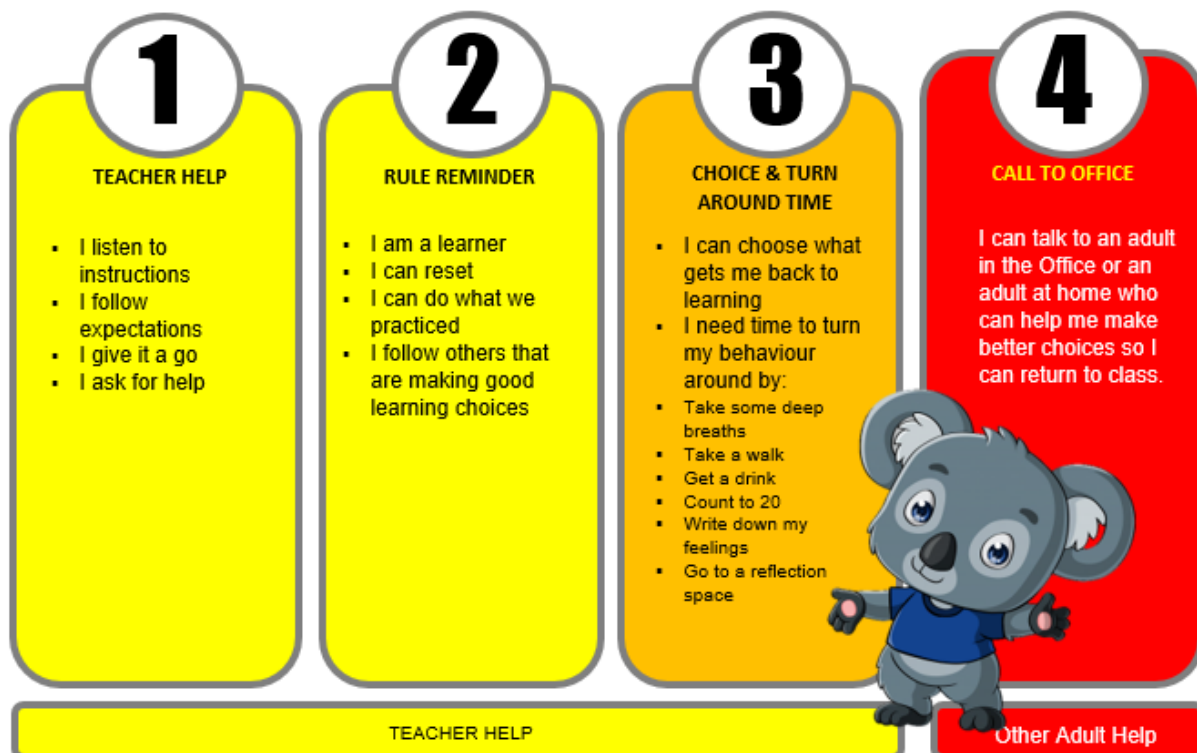 1
TEACHER HELP
▪ I listen to
instructions
▪ I follow
expectations
▪ I give it a go
▪ I ask for help
2
RULE REMINDER
▪ I am a learner
▪ I can reset
▪ I can do what we
practiced
▪ I follow others that
are making good
learning choices
3
CHOICE & TURN
AROUND TIME
▪ I can choose what
gets me back to
learning
▪ I need time to turn
my behaviour
around by:
▪ Take some deep
breaths
▪ Take a walk
▪ Get a drink
▪ Count to 20
▪ Write down my
feelings
▪ Go to a reflection
space
4
CALL TO OFFICE
I can talk to an adult
in the Office or an
adult at home who
can help me make
better choices so I
can return to class.
TEACHER HELP
Other Adult Help